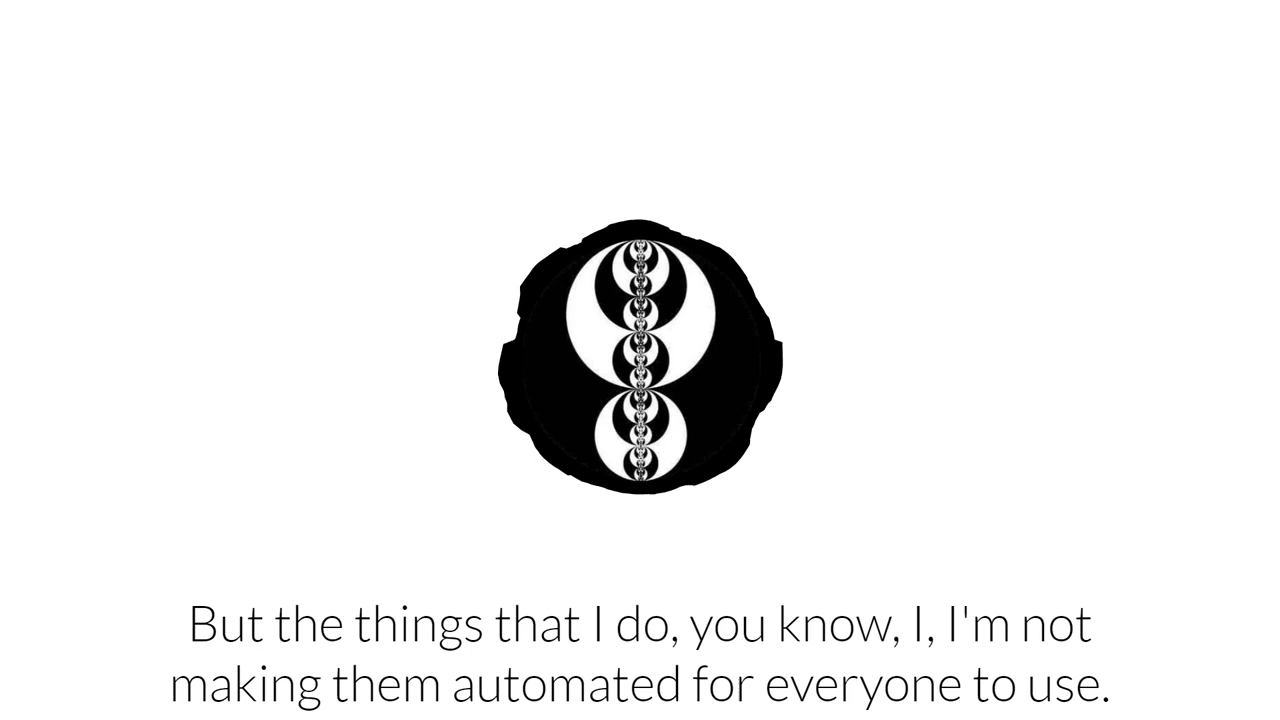 But the things that I do, you know, I, I'm not
making them automated for everyone to use.